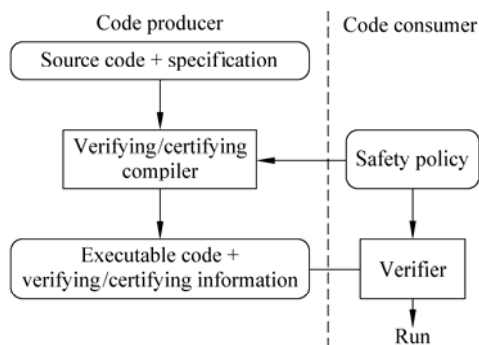 Code producer
Code consumer
Source code + specification
Verifying/certifying
compiler
Safety policy
Executable code +
verifying/certifying information
Verifier
Run